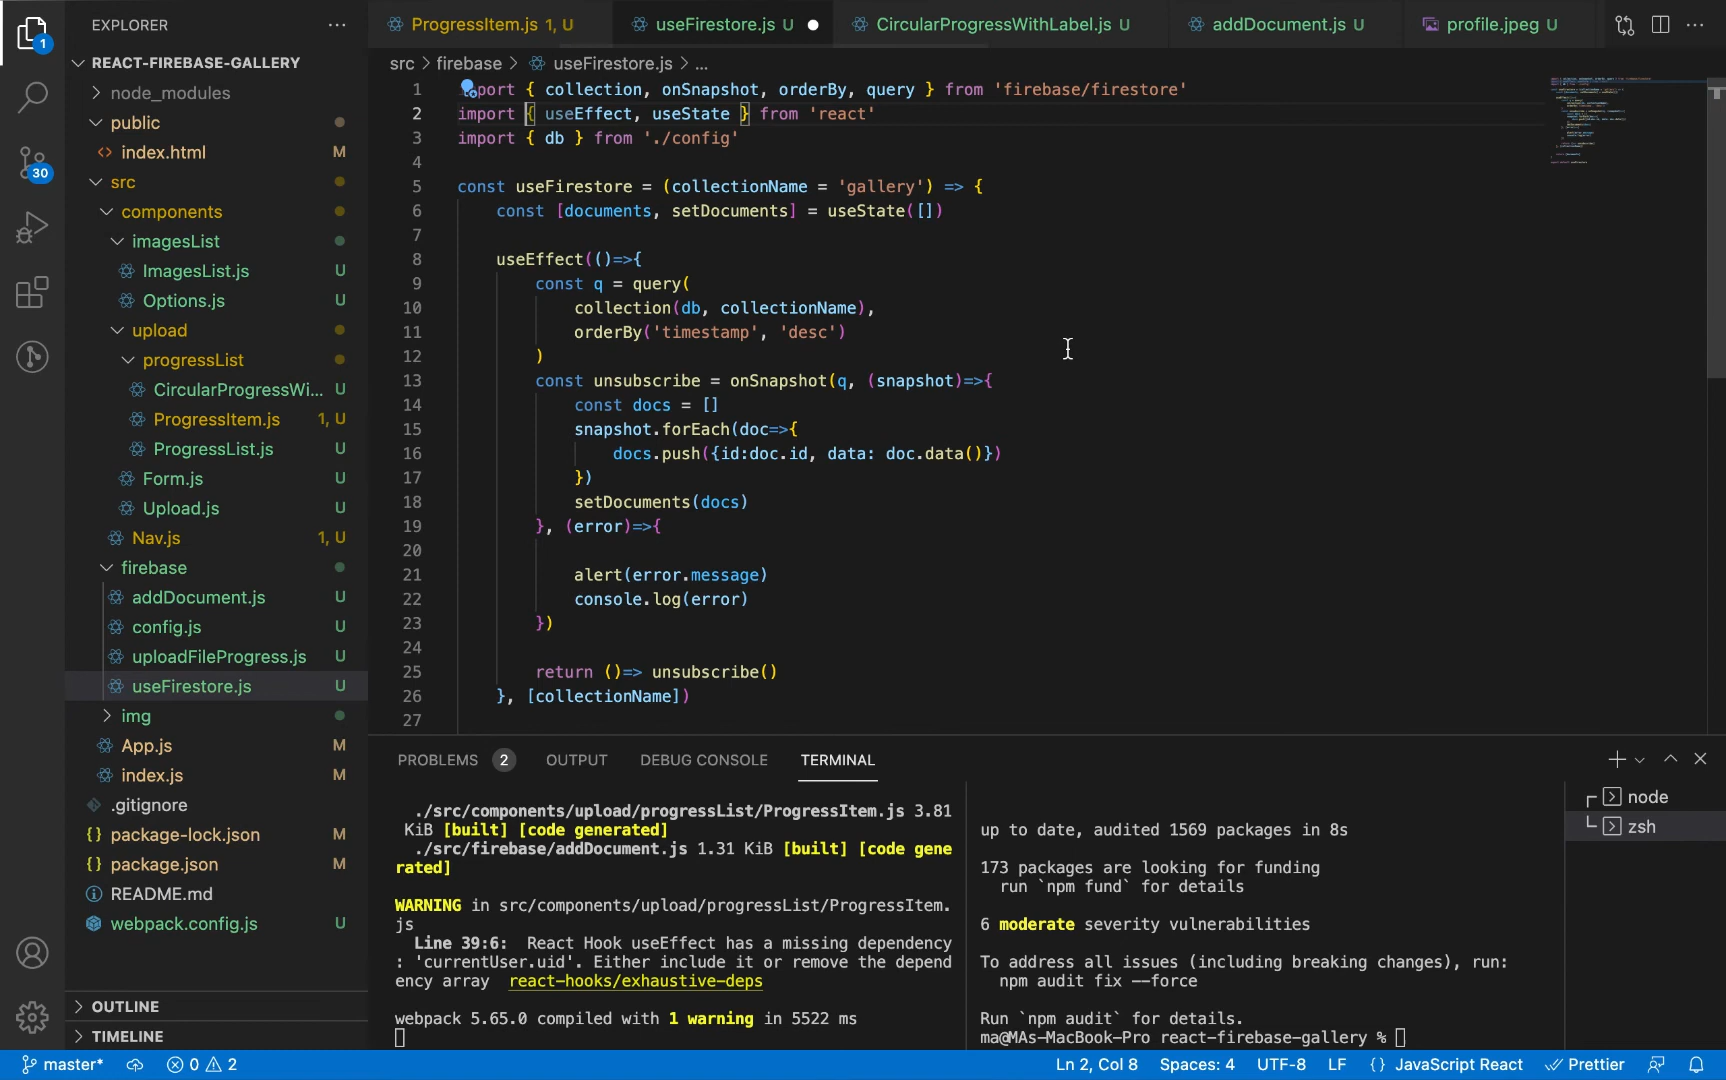 EXPLORER
ProgressItem.js 1, U
useFirestore.js U
CircularProgressWithLabel.js U
addDocument.js U
profile.jpeg U
1
REACT-FIREBASE-GALLERY
node_modules
public
index.html M
src
components
imagesList
ImagesList.js U
Options.js U
upload
progressList
CircularProgressWi... U
ProgressItem.js 1, U
ProgressList.js U
Form.js U
Upload.js U
Nav.js 1, U
firebase
addDocument.js U
config.js U
uploadFileProgress.js U
useFirestore.js U
img
App.js M
index.js M
.gitignore
package-lock.json M
package.json M
README.md
webpack.config.js U
OUTLINE
TIMELINE
30
src > firebase > useFirestore.js > ...
1 import { collection, onSnapshot, orderBy, query } from 'firebase/firestore'
2 import { useEffect, useState } from 'react'
3 import { db } from './config'
4
5 const useFirestore = (collectionName = 'gallery') => {
6 const [documents, setDocuments] = useState([])
7
8 useEffect(()=>{
9 const q = query(
10 collection(db, collectionName),
11 orderBy('timestamp', 'desc')
12 )
13 const unsubscribe = onSnapshot(q, (snapshot)=>{
14 const docs = []
15 snapshot.forEach(doc=>{
16 docs.push({id:doc.id, data: doc.data()})
17 })
18 setDocuments(docs)
19 }, (error)=>{
20
21 alert(error.message)
22 console.log(error)
23 })
24
25 return ()=> unsubscribe()
26 }, [collectionName])
27
PROBLEMS 2 OUTPUT DEBUG CONSOLE TERMINAL
./src/components/upload/progressList/ProgressItem.js 3.81
KiB [built] [code generated]
./src/firebase/addDocument.js 1.31 KiB [built] [code gene
rated]
WARNING in src/components/upload/progressList/ProgressItem.
js
Line 39:6: React Hook useEffect has a missing dependency
: 'currentUser.uid'. Either include it or remove the depend
ency array react-hooks/exhaustive-deps
webpack 5.65.0 compiled with 1 warning in 5522 ms
up to date, audited 1569 packages in 8s
173 packages are looking for funding
run `npm fund` for details
6 moderate severity vulnerabilities
To address all issues (including breaking changes), run:
npm audit fix --force
Run `npm audit` for details.
ma@MAs-MacBook-Pro react-firebase-gallery %
node
zsh
master* 0 2 Ln 2, Col 8 Spaces: 4 UTF-8 LF {} JavaScript React Prettier